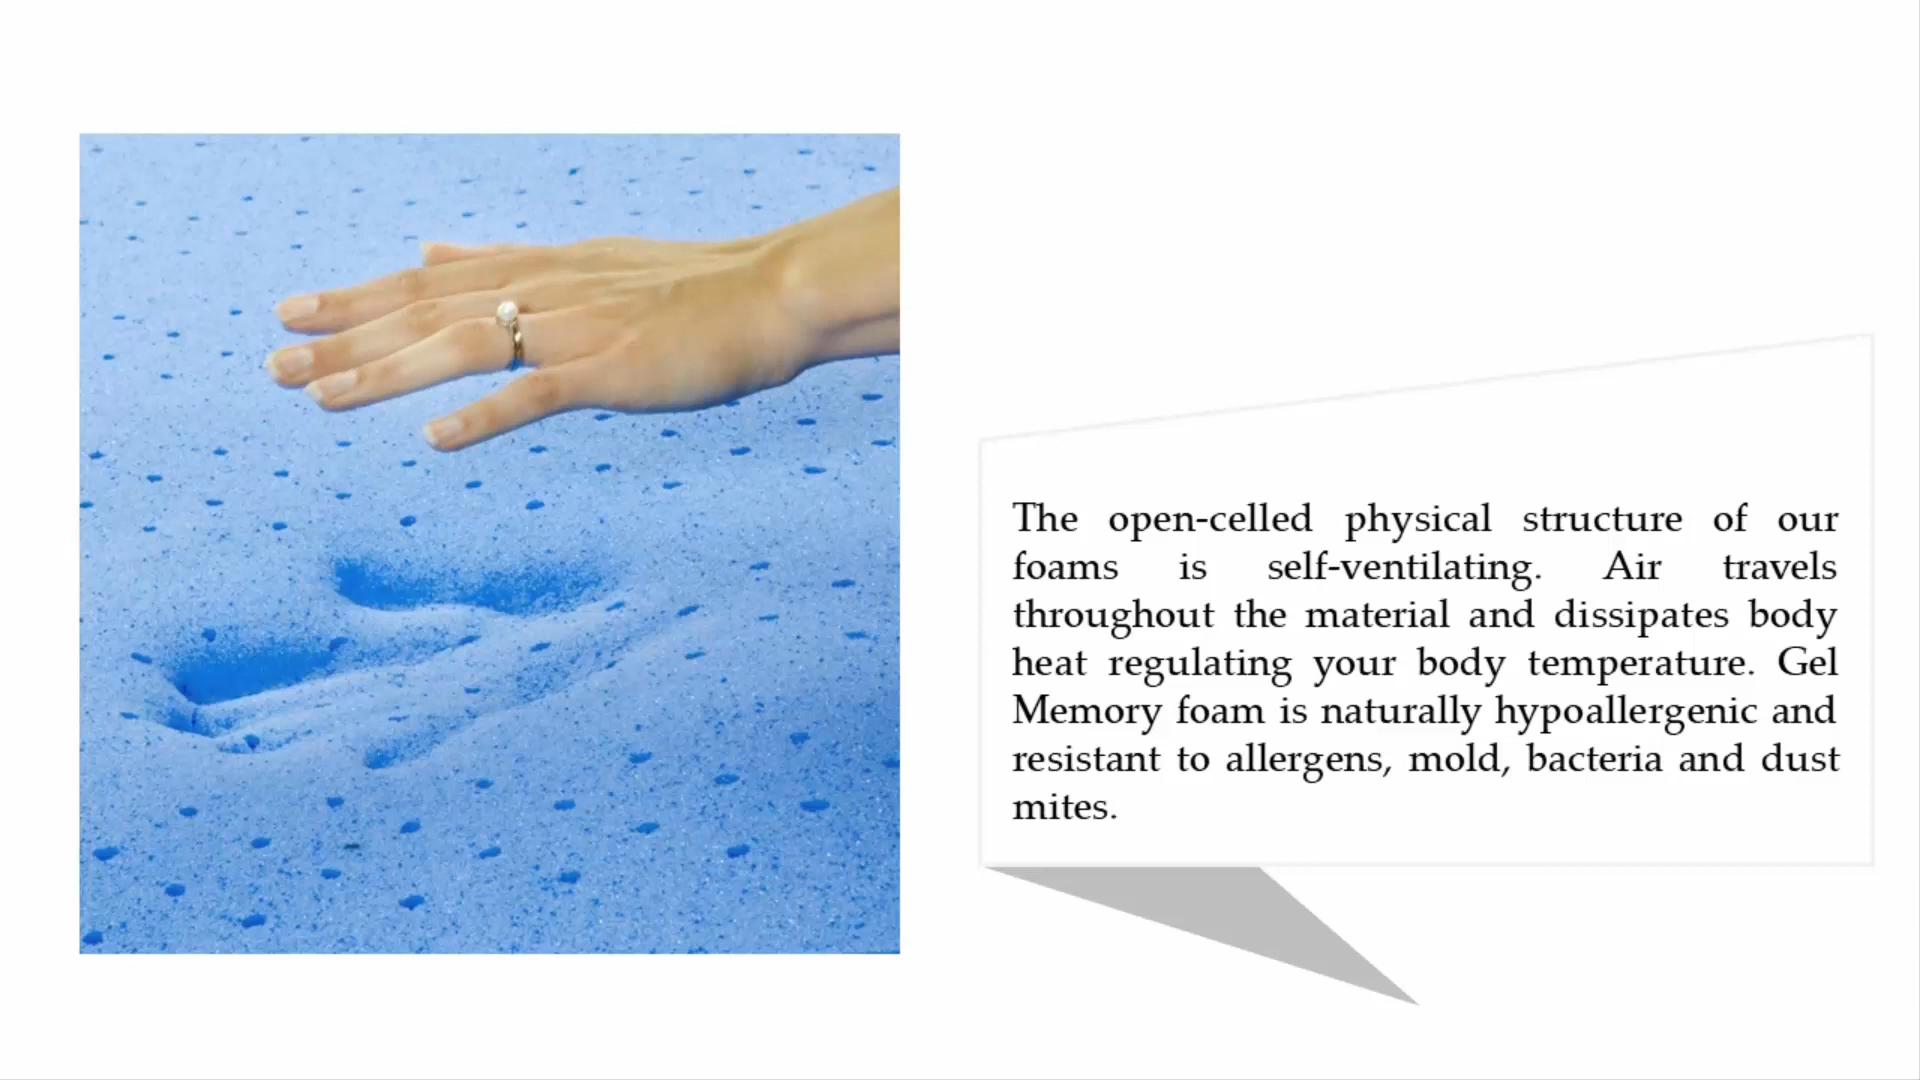 The open-celled physical structure of our
foams is self-ventilating. Air travels
throughout the material and dissipates body
heat regulating your body temperature. Gel
Memory foam is naturally hypoallergenic and
resistant to allergens, mold, bacteria and dust
mites.